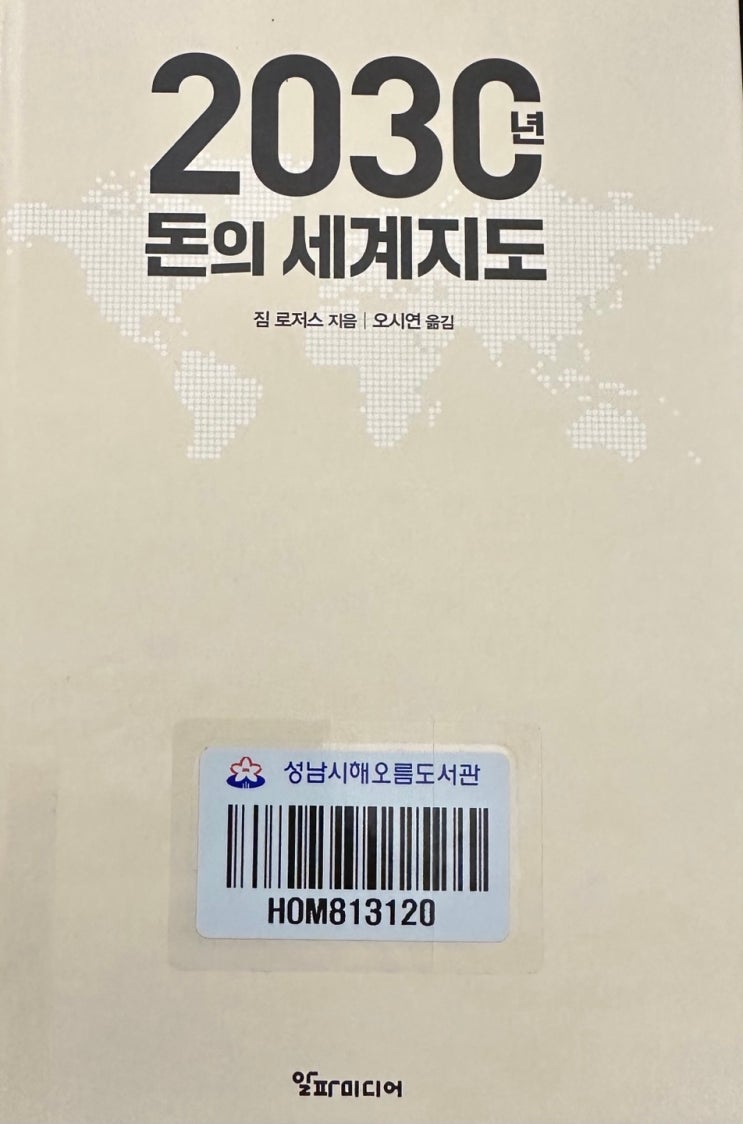 2030년
돈의 세계지도
짐 로저스 지음 | 오시연 옮김
성남시해오름도서관
HOM813120
알파미디어